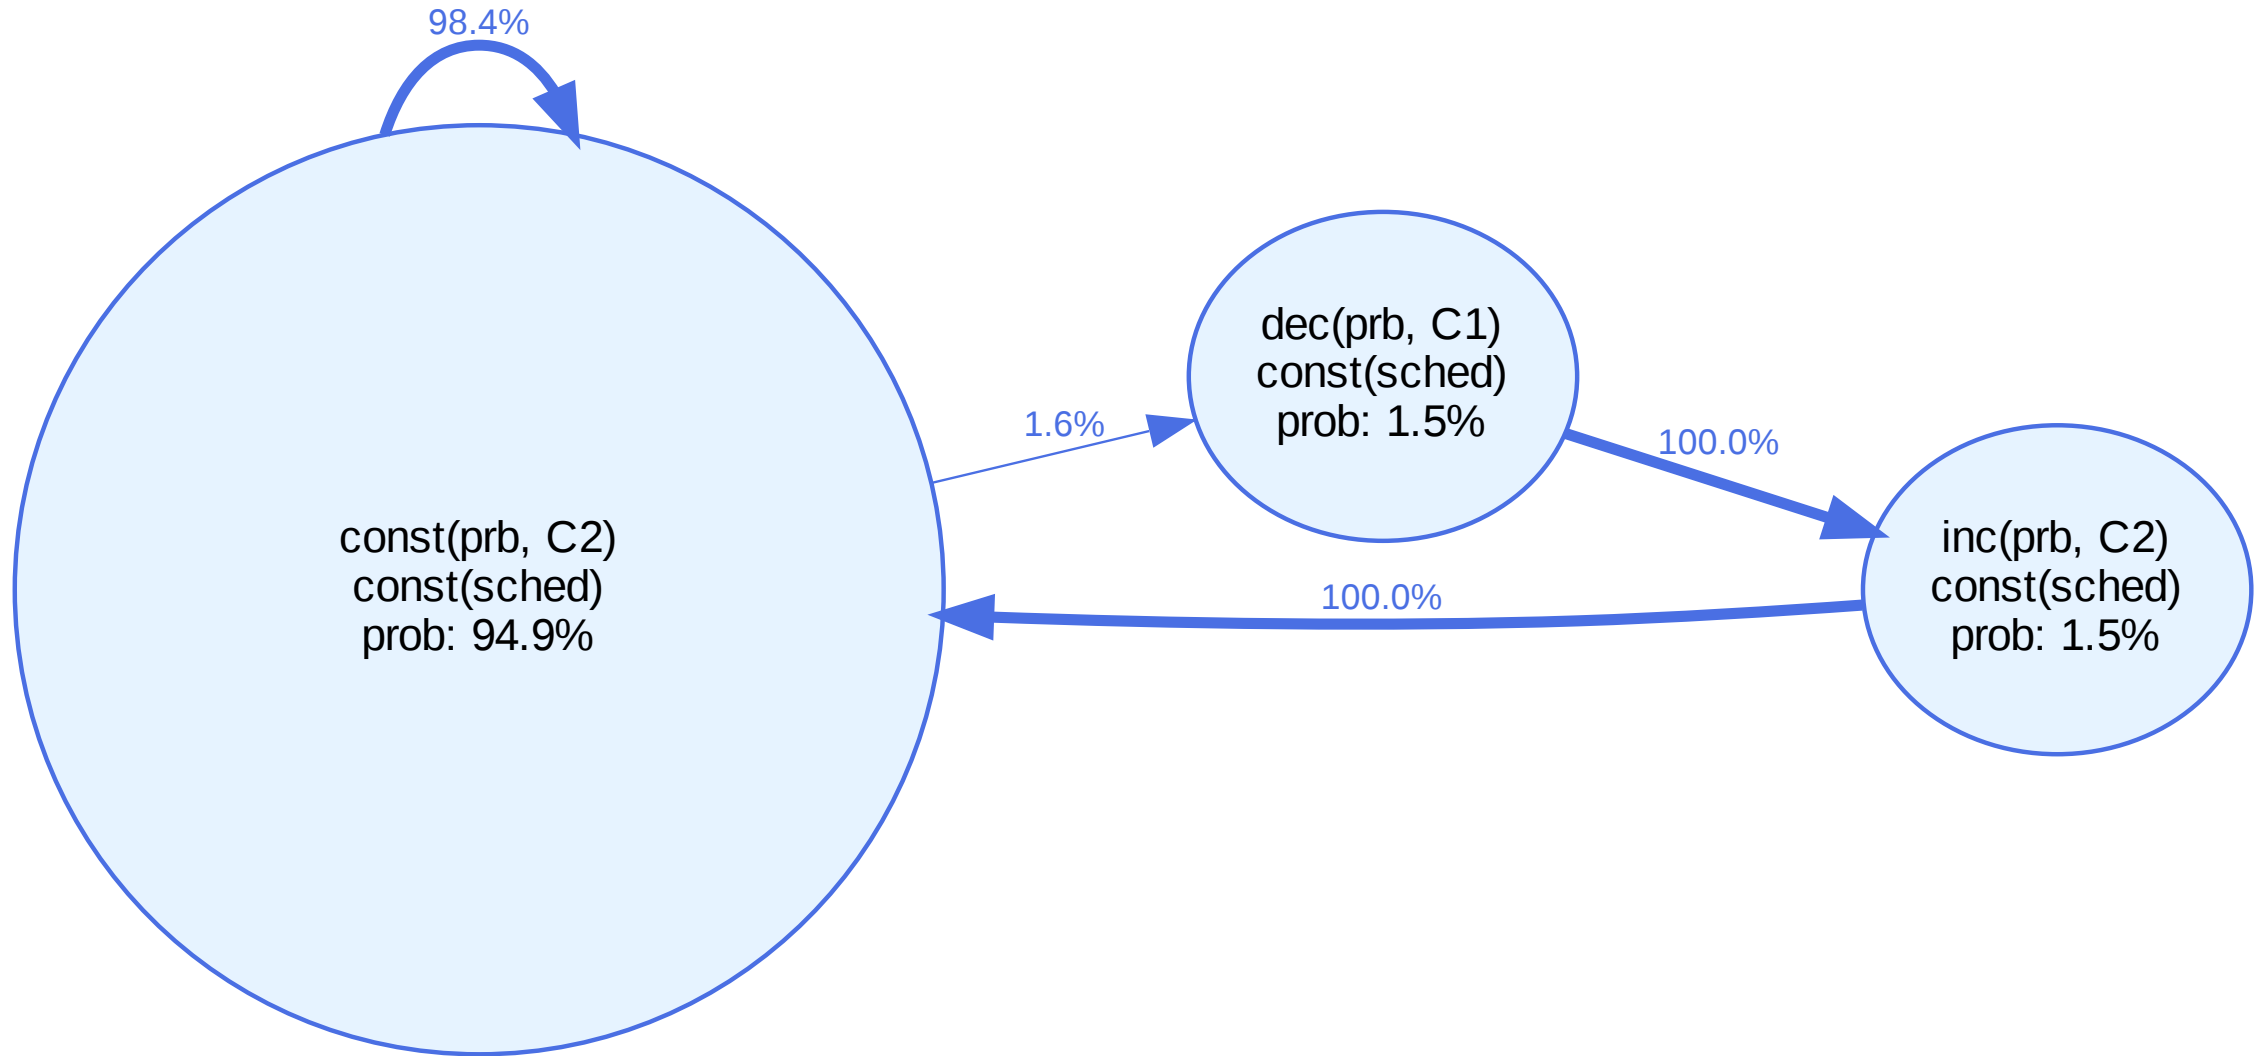 98.4%
dec(prb, C1)
const(sched)
prob: 1.5%
1.6%
100.0%
const(prb, C2)
const(sched)
prob: 94.9%
inc(prb, C2)
const(sched)
prob: 1.5%
100.0%